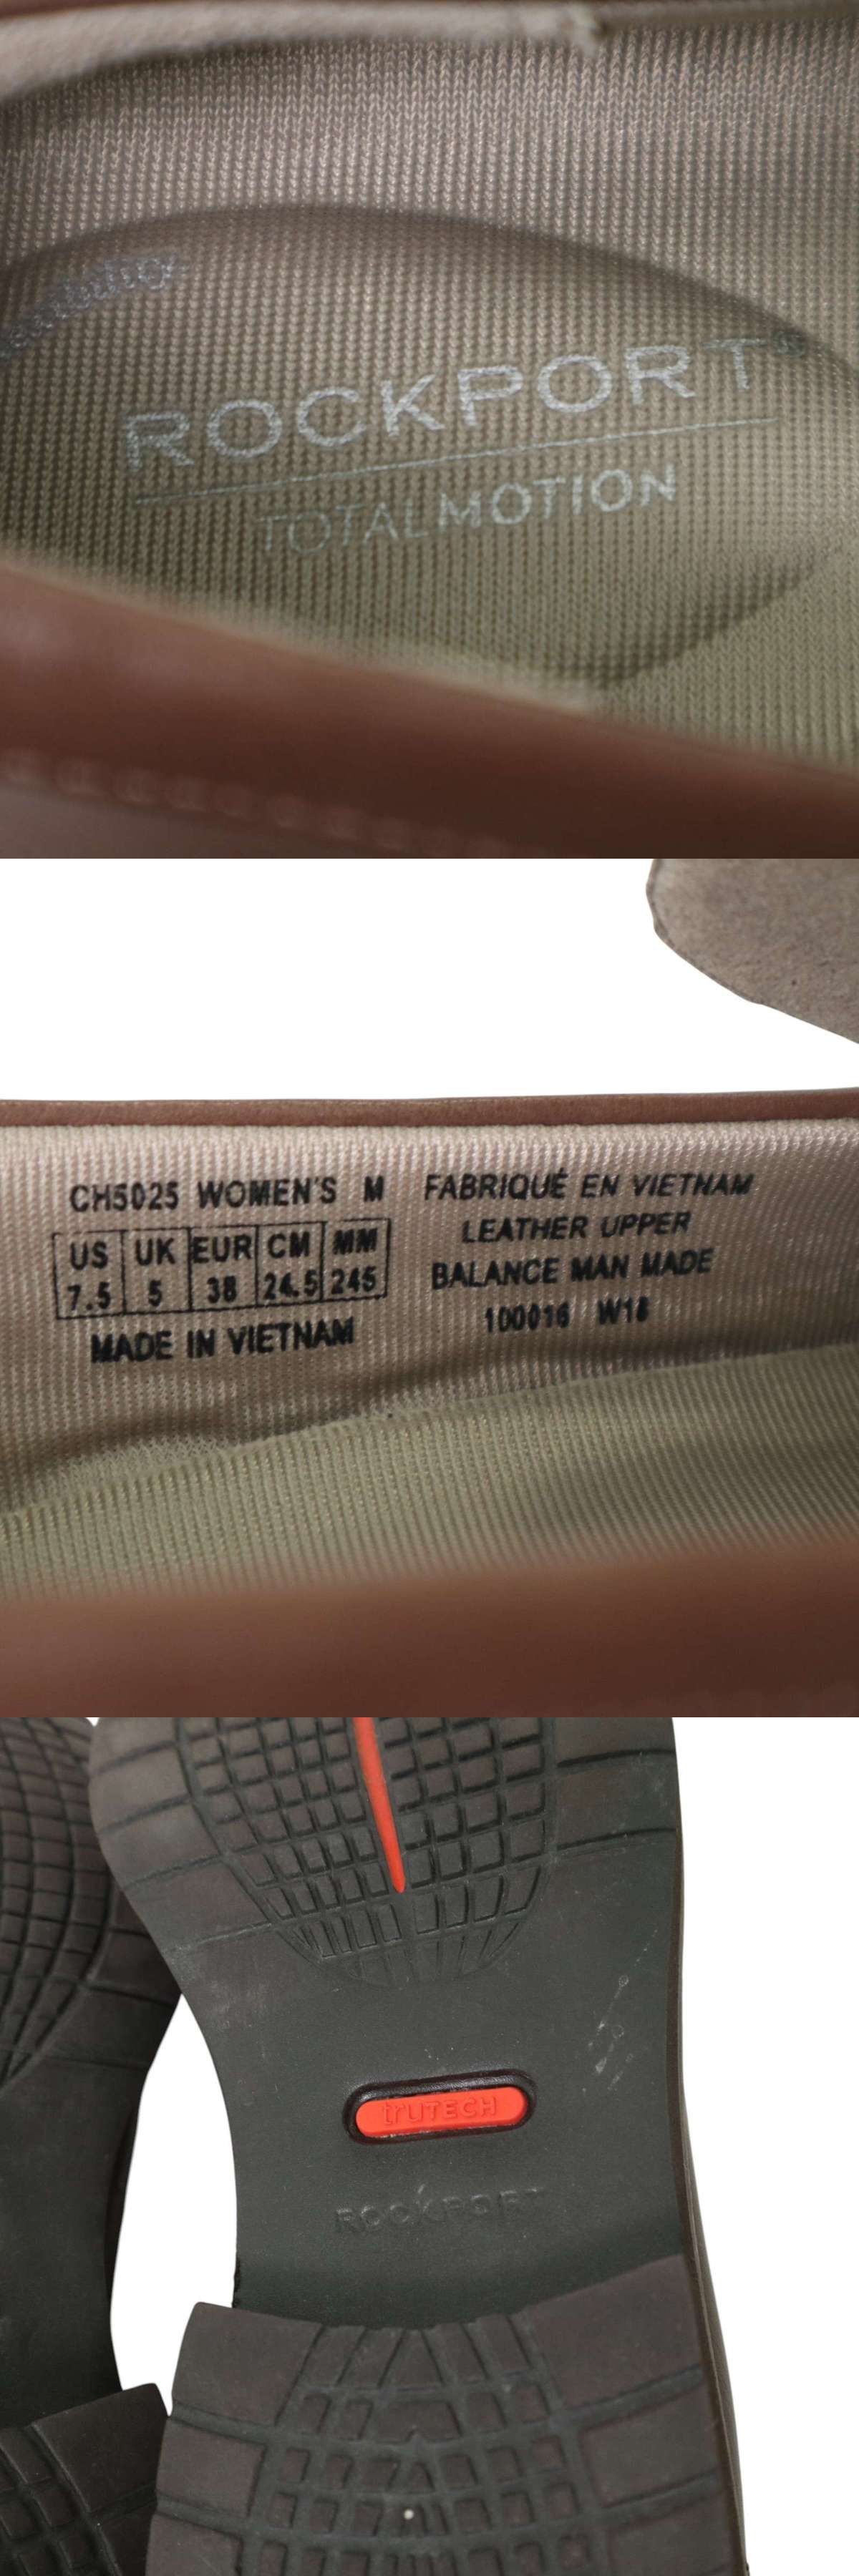 ROCKPORT®
TOTALMOTION
CH5025 WOMEN'S M
US UK EUR CM MM
7.5 5 38 24.5 245
MADE IN VIETNAM
FABRIQUÉ EN VIETNAM
LEATHER UPPER
BALANCE MAN MADE
100016 W18
truTECH
ROCKPORT